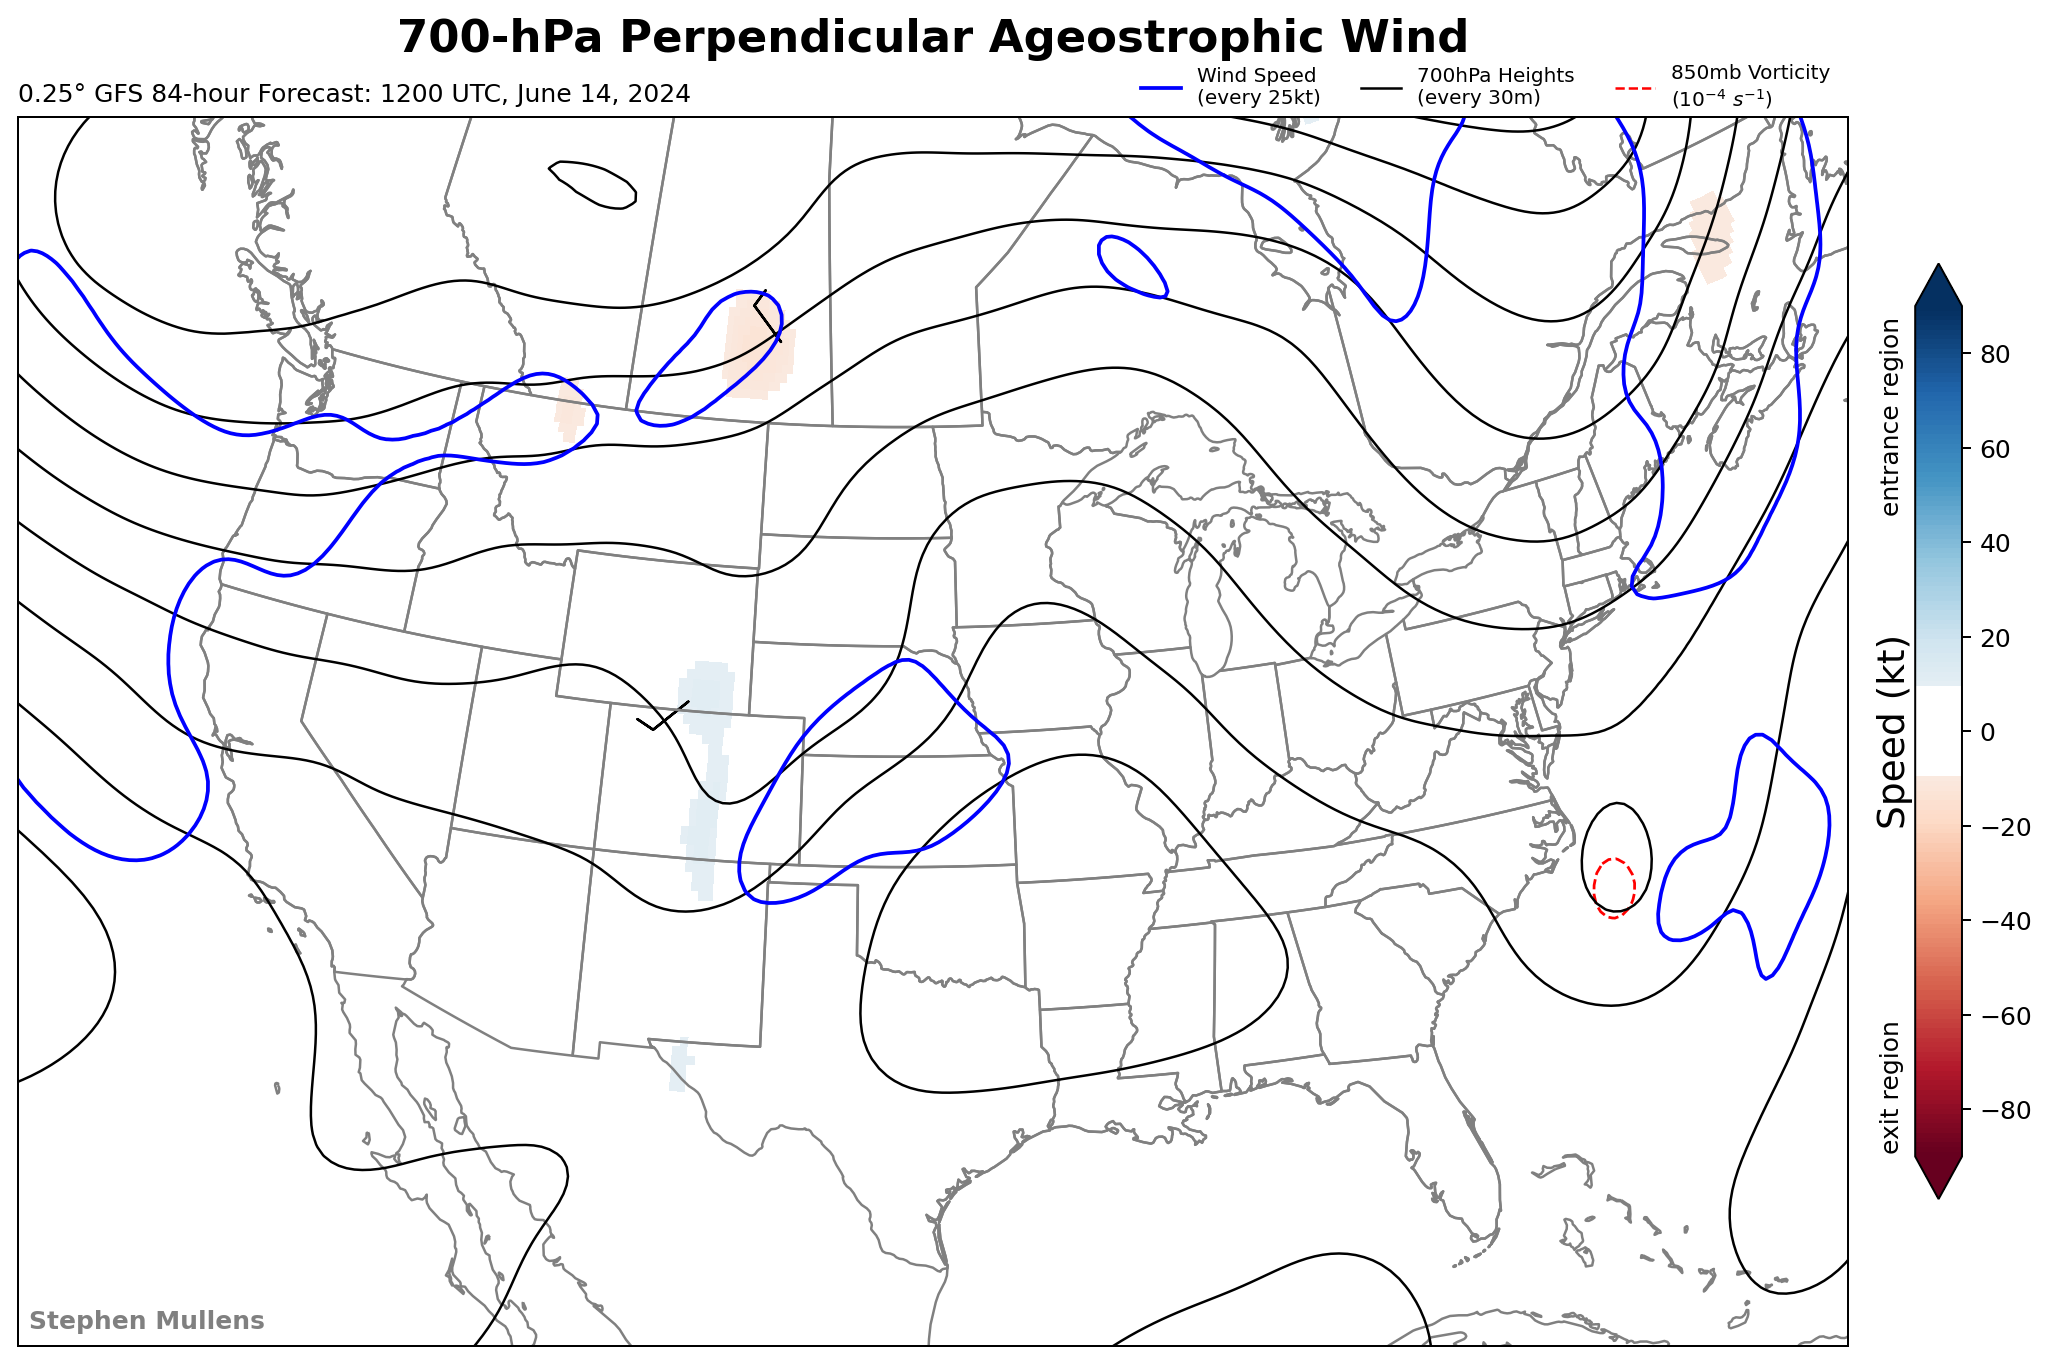 700-hPa Perpendicular Ageostrophic Wind
0.25° GFS 84-hour Forecast: 1200 UTC, June 14, 2024
Wind Speed
(every 25kt)
700hPa Heights
(every 30m)
850mb Vorticity
(10⁻⁴ s⁻¹)
entrance region
Speed (kt)
exit region
80
60
40
20
0
−20
−40
−60
−80
Stephen Mullens